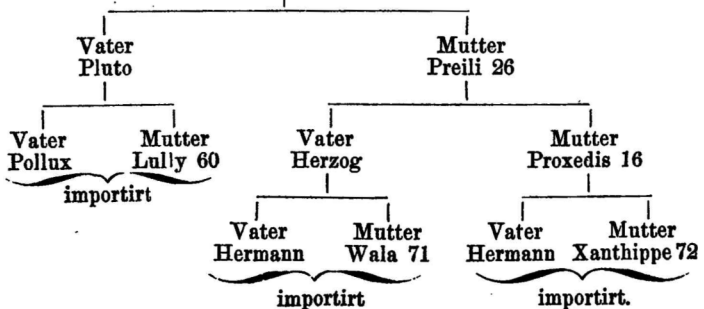 Vater Mutter
Pluto Preili 26
Vater Mutter Vater Mutter
Pollux Lully 60 Herzog Proxedis 16
importirt
Vater Mutter Vater Mutter
Hermann Wala 71 Hermann Xanthippe 72
importirt importirt.